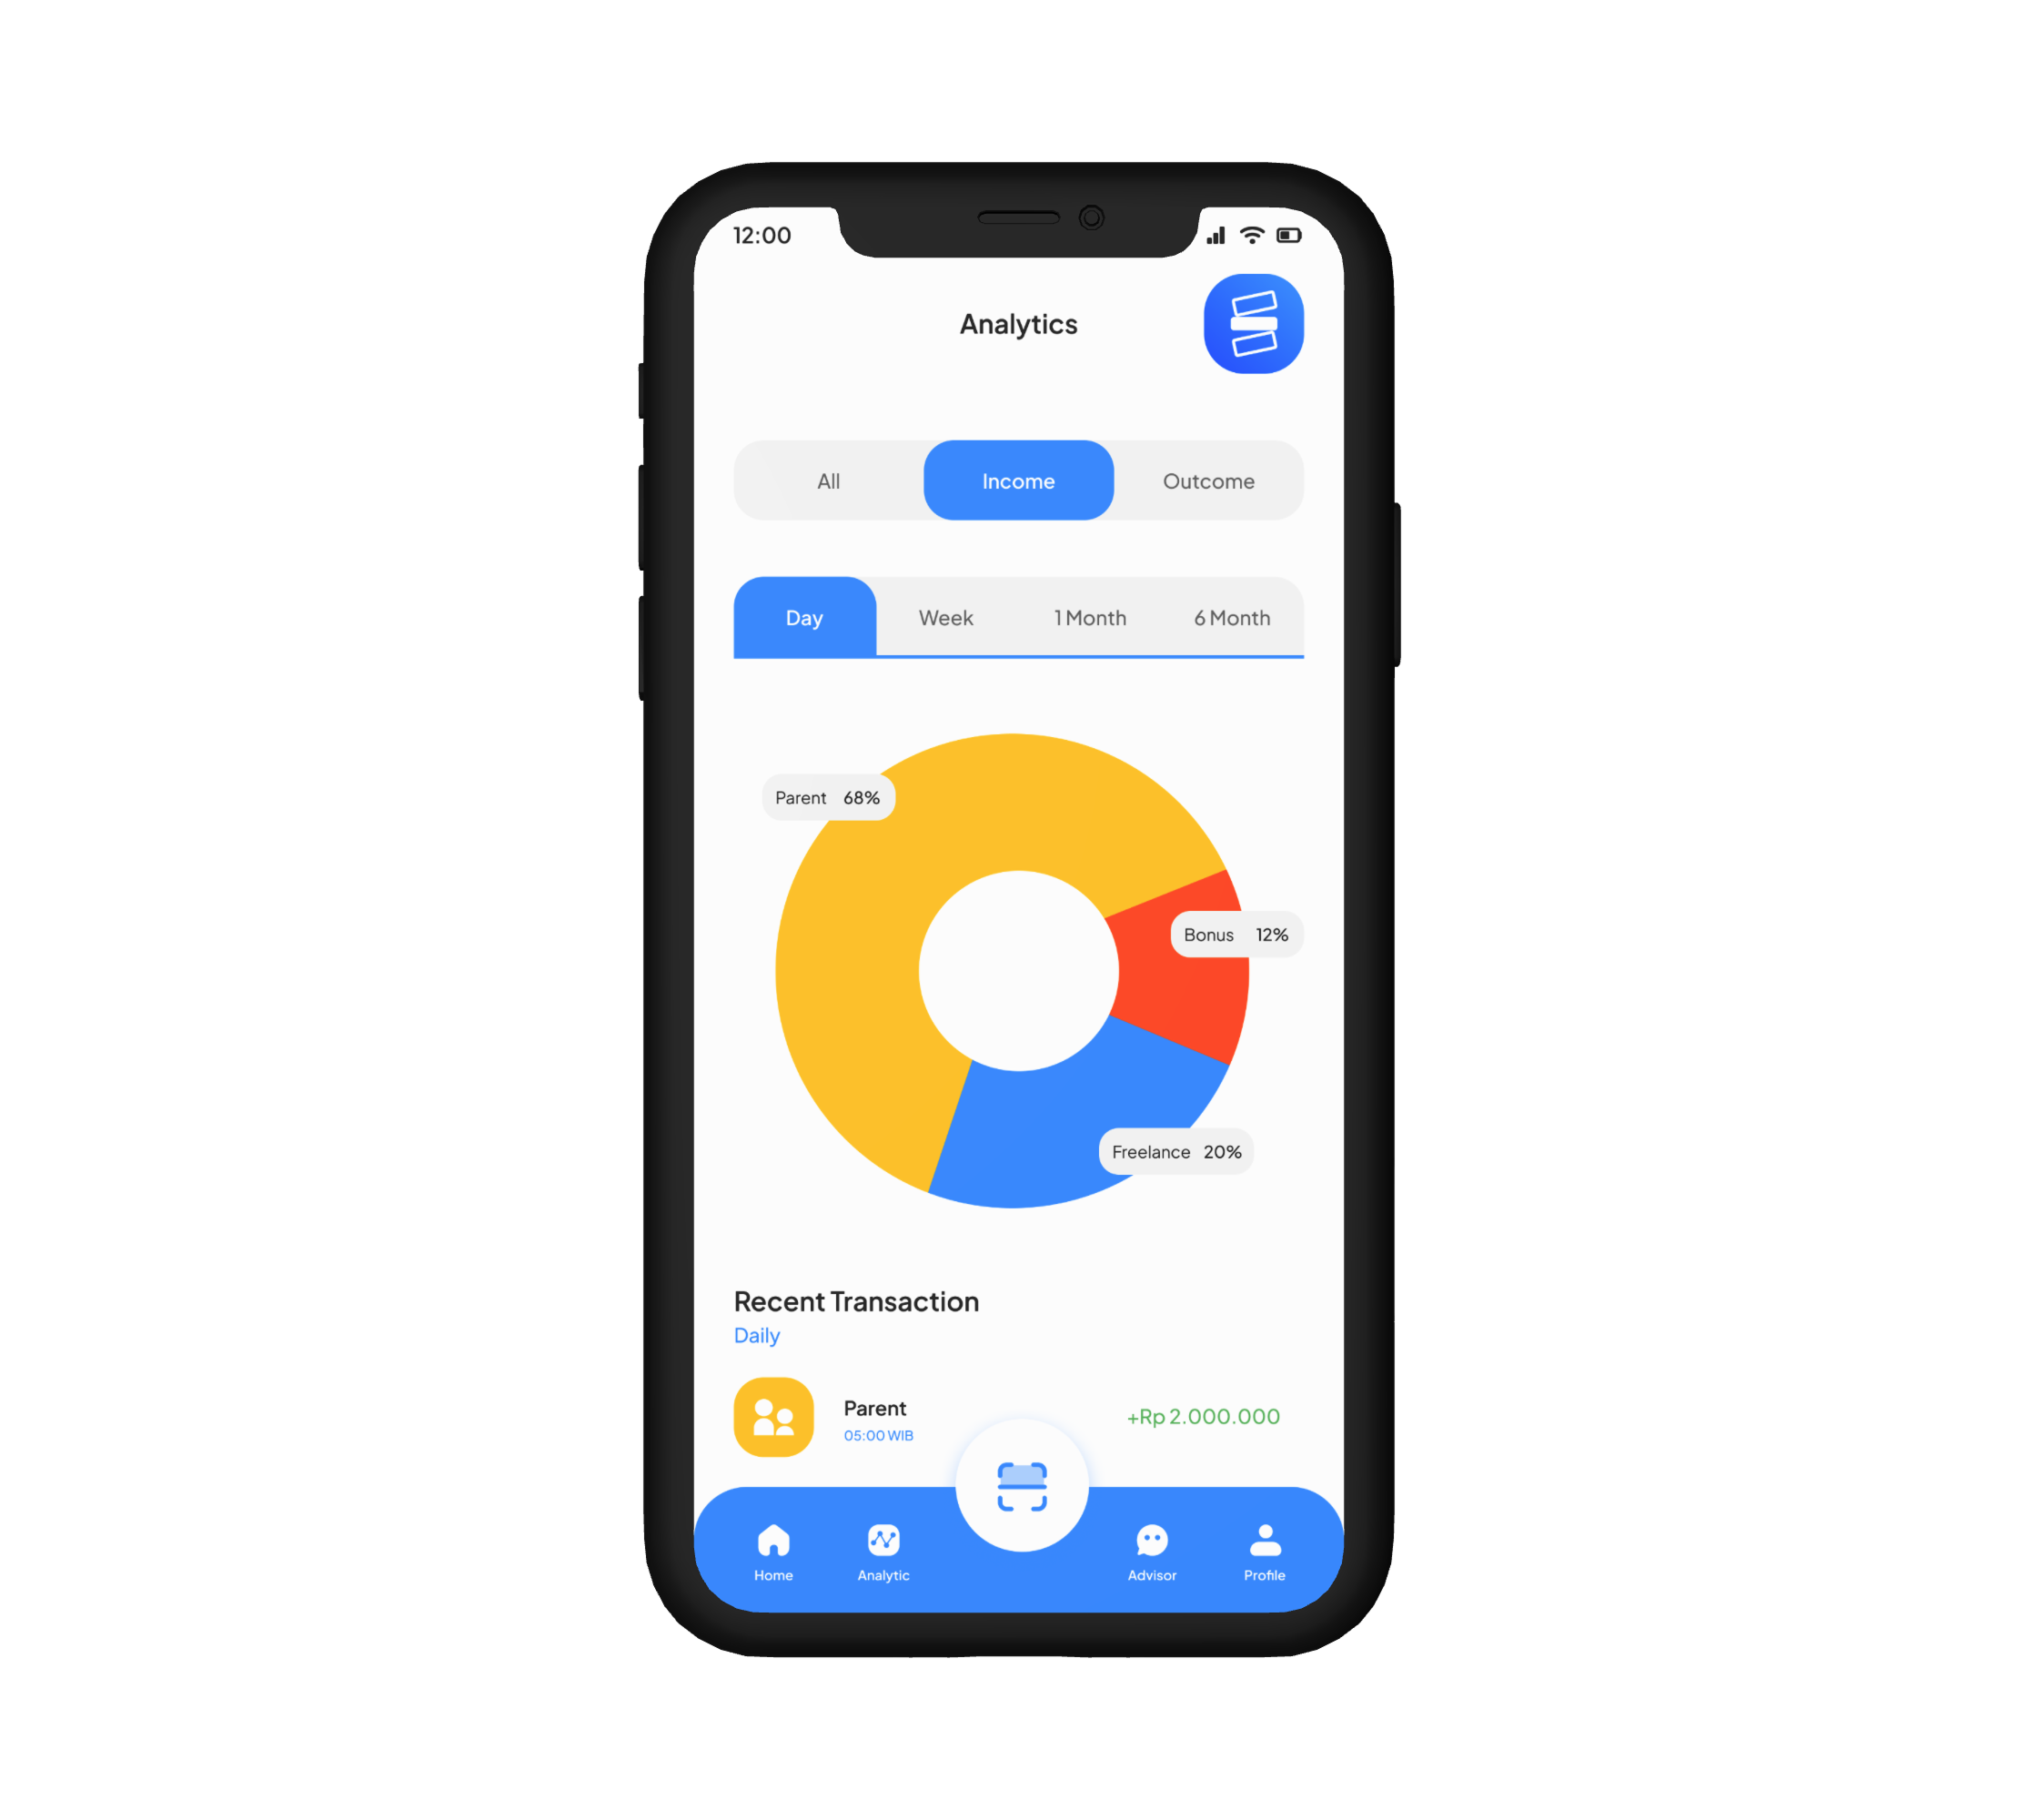 12:00
Analytics
All Income Outcome
Day Week 1 Month 6 Month
Parent 68%
Bonus 12%
Freelance 20%
Recent Transaction
Daily
Parent
+Rp 2.000.000
05:00 WIB
Home Analytic Advisor Profile